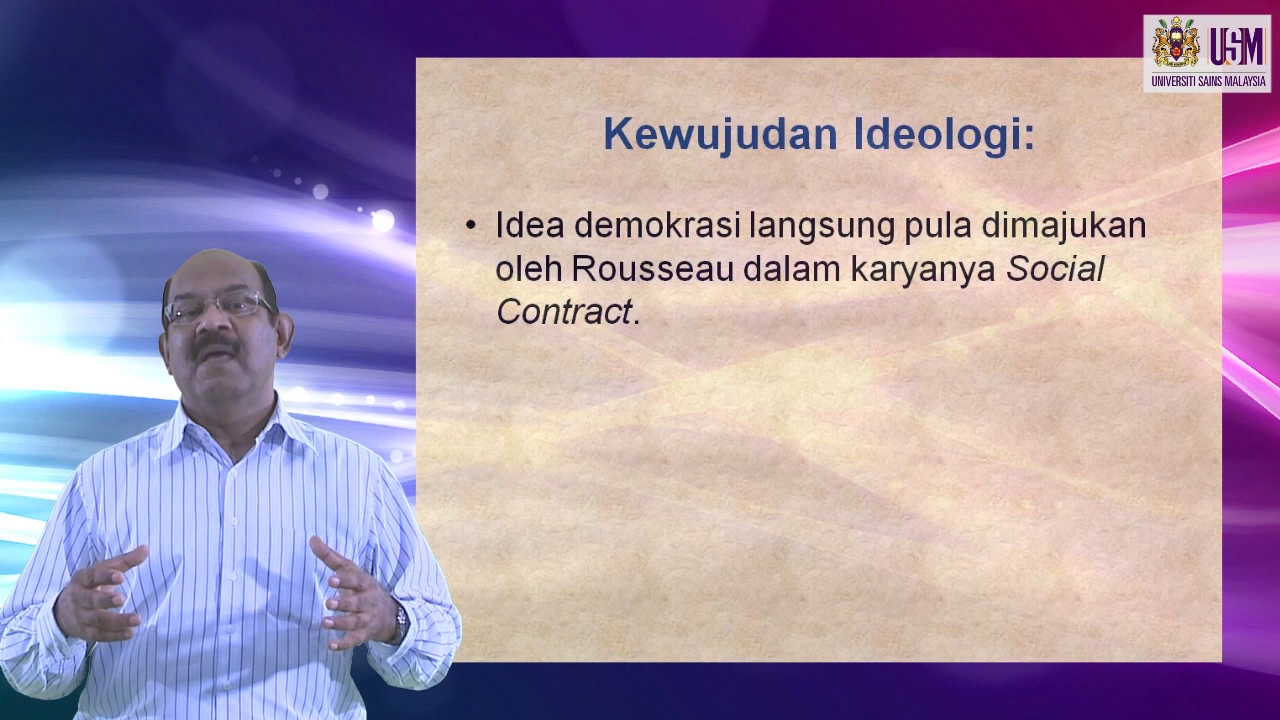 USM
UNIVERSITI SAINS MALAYSIA
Kewujudan Ideologi:
• Idea demokrasi langsung pula dimajukan
oleh Rousseau dalam karyanya Social
Contract.